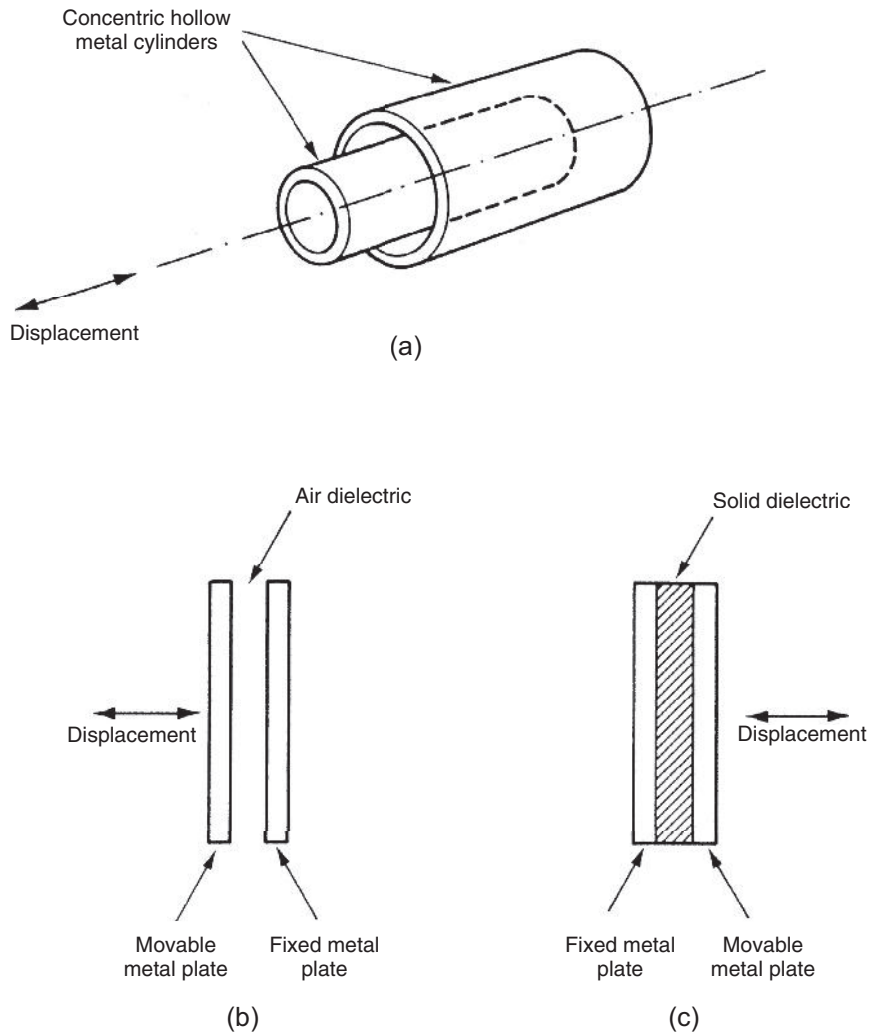 Concentric hollow
metal cylinders
Displacement
(a)
Air dielectric
Solid dielectric
Displacement
Displacement
Movable
metal plate
Fixed metal
plate
Fixed metal
plate
Movable
metal plate
(b)
(c)